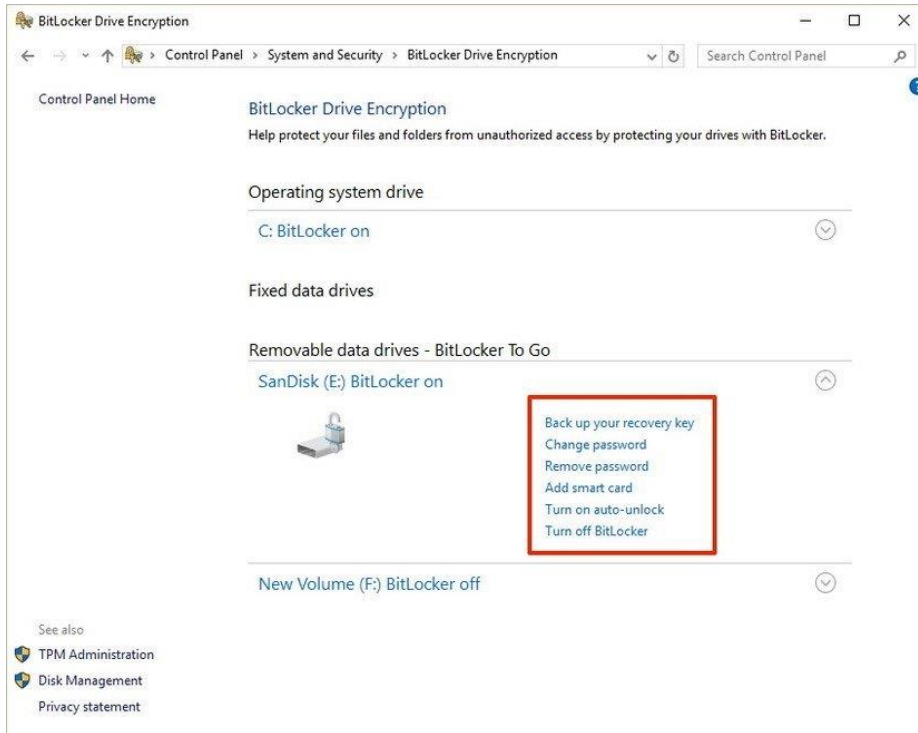 BitLocker Drive Encryption
Control Panel > System and Security > BitLocker Drive Encryption
Search Control Panel
Control Panel Home
BitLocker Drive Encryption
Help protect your files and folders from unauthorized access by protecting your drives with BitLocker.
Operating system drive
C: BitLocker on
Fixed data drives
Removable data drives - BitLocker To Go
SanDisk (E:) BitLocker on
Back up your recovery key
Change password
Remove password
Add smart card
Turn on auto-unlock
Turn off BitLocker
New Volume (F:) BitLocker off
See also
TPM Administration
Disk Management
Privacy statement